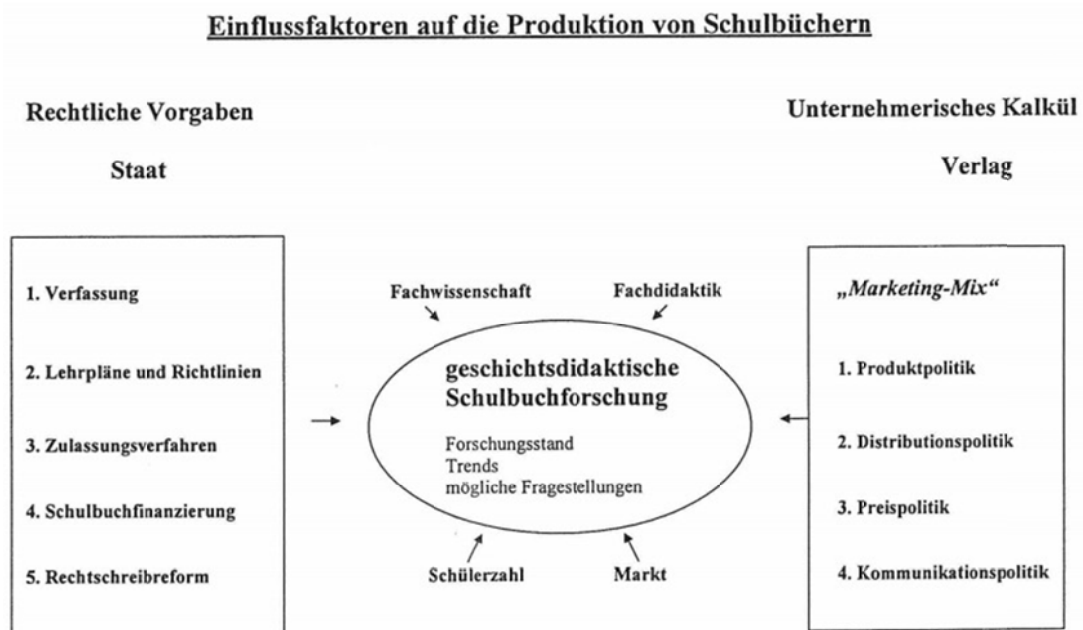 Einflussfaktoren auf die Produktion von Schulbüchern
Rechtliche Vorgaben
Staat
Unternehmerisches Kalkül
Verlag
1. Verfassung
2. Lehrpläne und Richtlinien
3. Zulassungsverfahren
4. Schulbuchfinanzierung
5. Rechtschreibreform
Fachwissenschaft
Fachdidaktik
geschichtsdidaktische
Schulbuchforschung
Forschungsstand
Trends
mögliche Fragestellungen
Schülerzahl
Markt
„Marketing-Mix“
1. Produktpolitik
2. Distributionspolitik
3. Preispolitik
4. Kommunikationspolitik